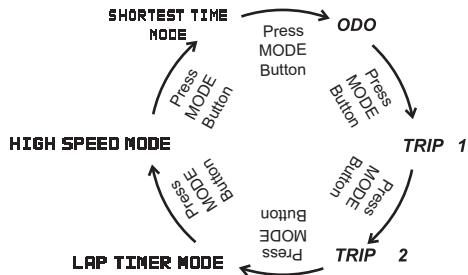 SHORTEST TIME
MODE
ODO
Press
MODE
Button
Press
MODE
Button
TRIP 1
Press
MODE
Button
TRIP 2
Press
MODE
Button
LAP TIMER MODE
Press
MODE
Button
HIGH SPEED MODE
Press
MODE
Button